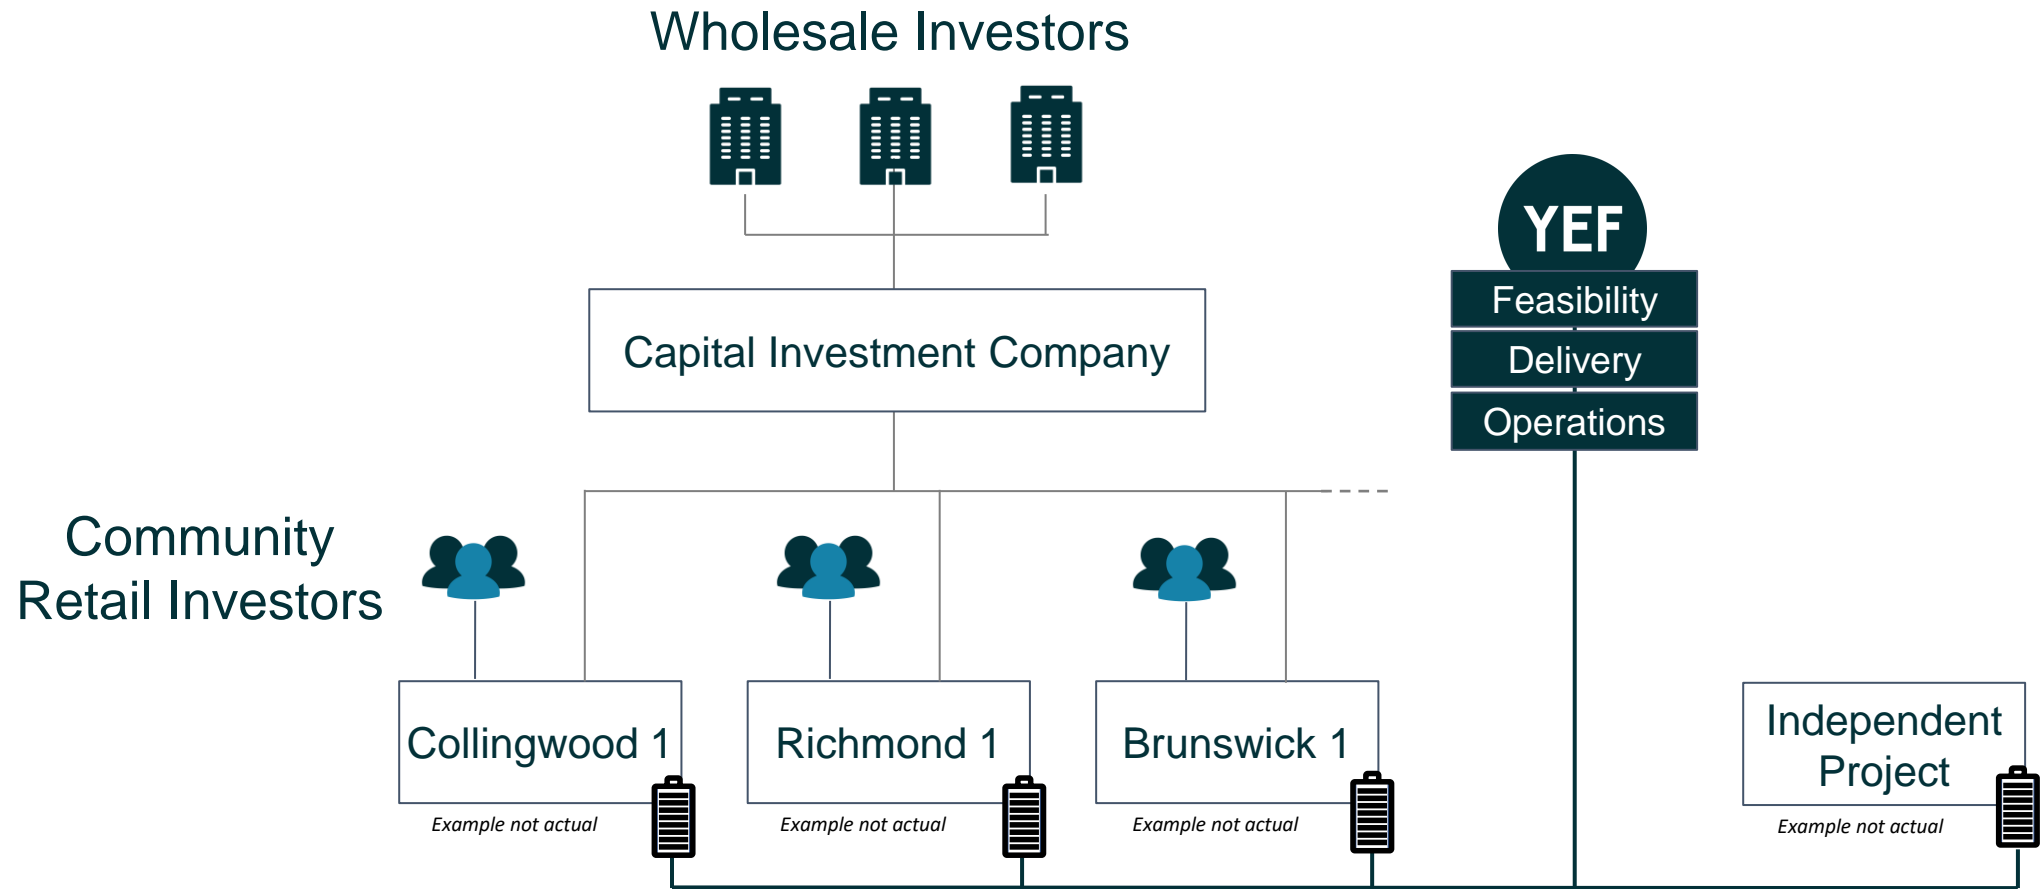 Wholesale Investors
YEF
Feasibility
Capital Investment Company
Delivery
Operations
Community
Retail Investors
Collingwood 1
Richmond 1
Brunswick 1
Independent
Project
Example not actual
Example not actual
Example not actual
Example not actual